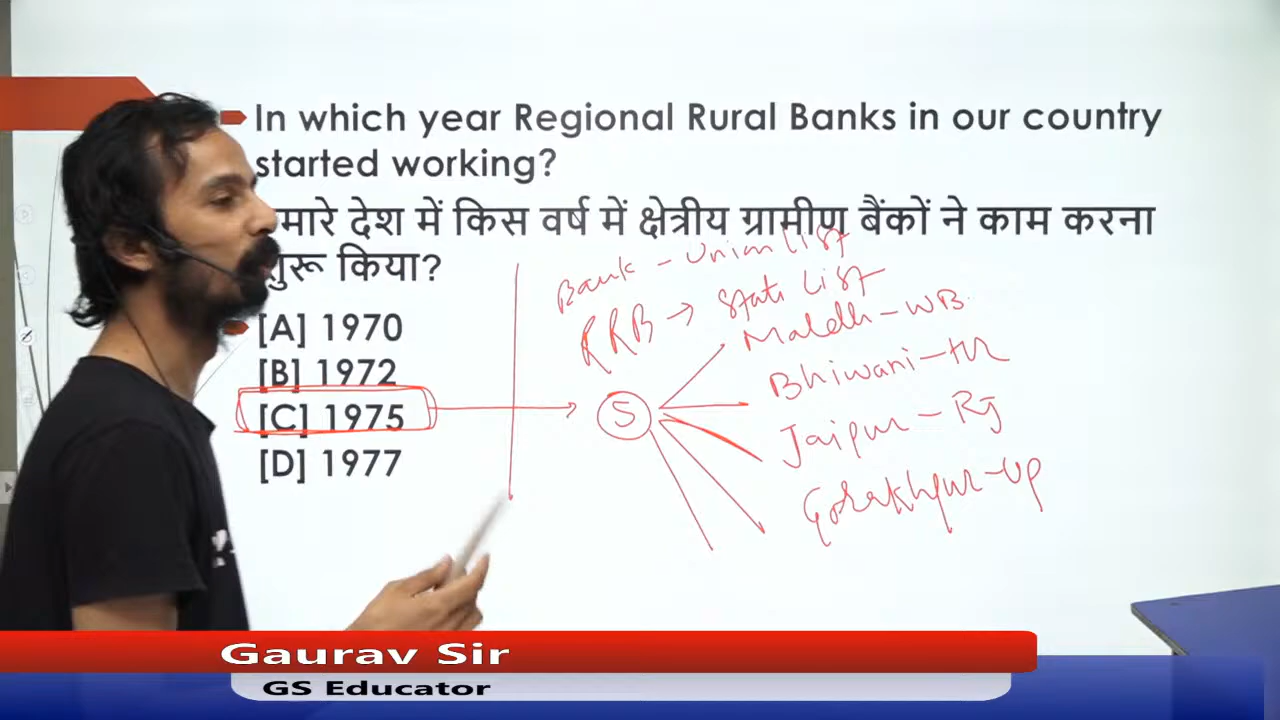 In which year Regional Rural Banks in our country
started working?
मारे देश में किस वर्ष में क्षेत्रीय ग्रामीण बैंकों ने काम करना
शुरू किया?
Bank - Union List
RRB → State List
[A] 1970
Maldh - WB
[B] 1972
Bhiwani - HR
[C] 1975
5
Jaipur - Rj
[D] 1977
Gorakhpur - UP
Gaurav Sir
GS Educator